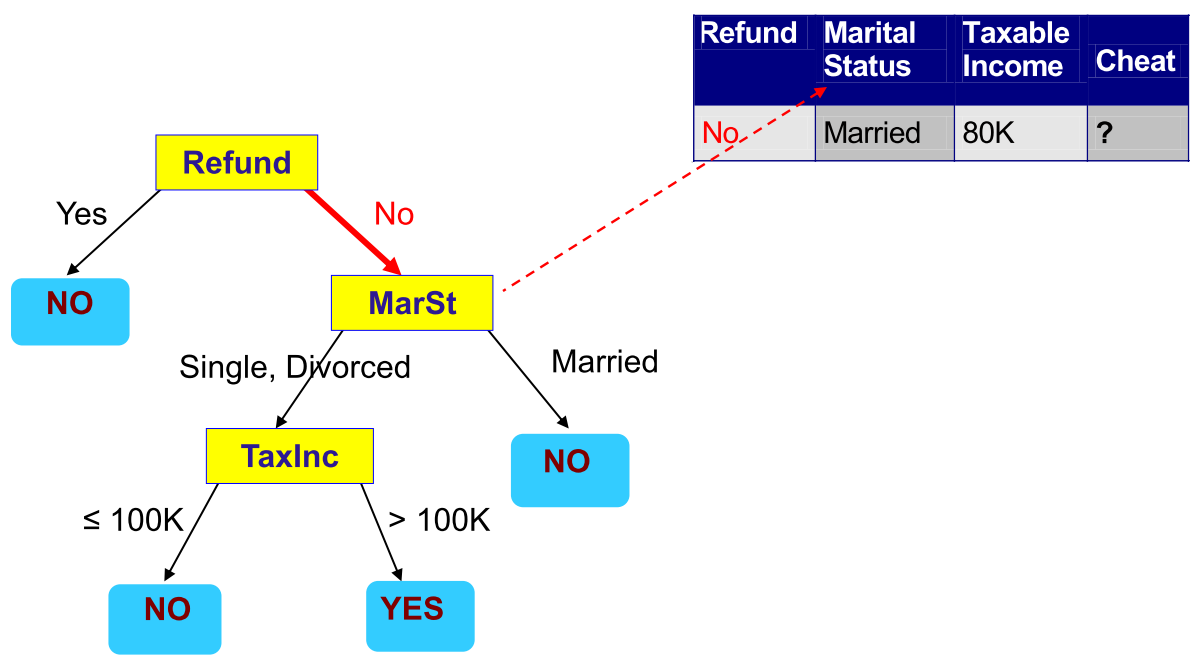 Refund Marital Status Taxable Income Cheat
No Married 80K ?
Refund
Yes No
NO
MarSt
Single, Divorced Married
TaxInc
NO
≤ 100K > 100K
NO YES